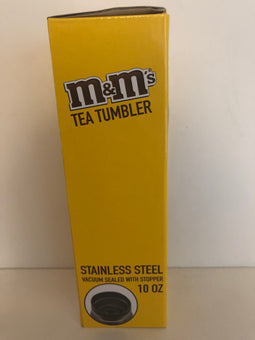 m&m's
TEA TUMBLER
STAINLESS STEEL
VACUUM SEALED WITH STOPPER
10 OZ